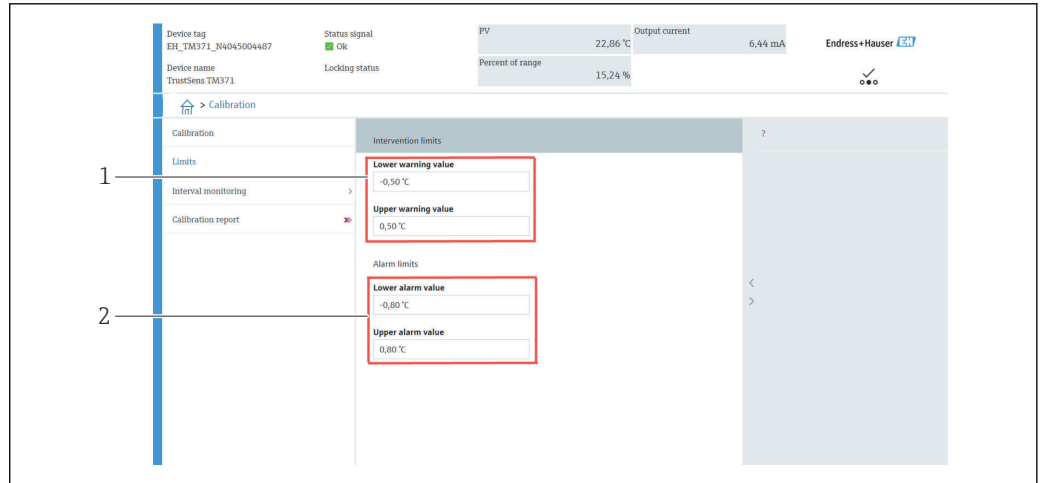 Device tag
EH_TM371_N4045004487
Status signal
Ok
PV
22,86 °C
Output current
6,44 mA
Endress+Hauser EH
Device name
TrustSens TM371
Locking status
Percent of range
15,24 %
> Calibration
Calibration
Limits
Interval monitoring
Calibration report
Intervention limits
Lower warning value
-0,50 °C
Upper warning value
0,50 °C
Alarm limits
Lower alarm value
-0,80 °C
Upper alarm value
0,80 °C
?
<
>
1
2